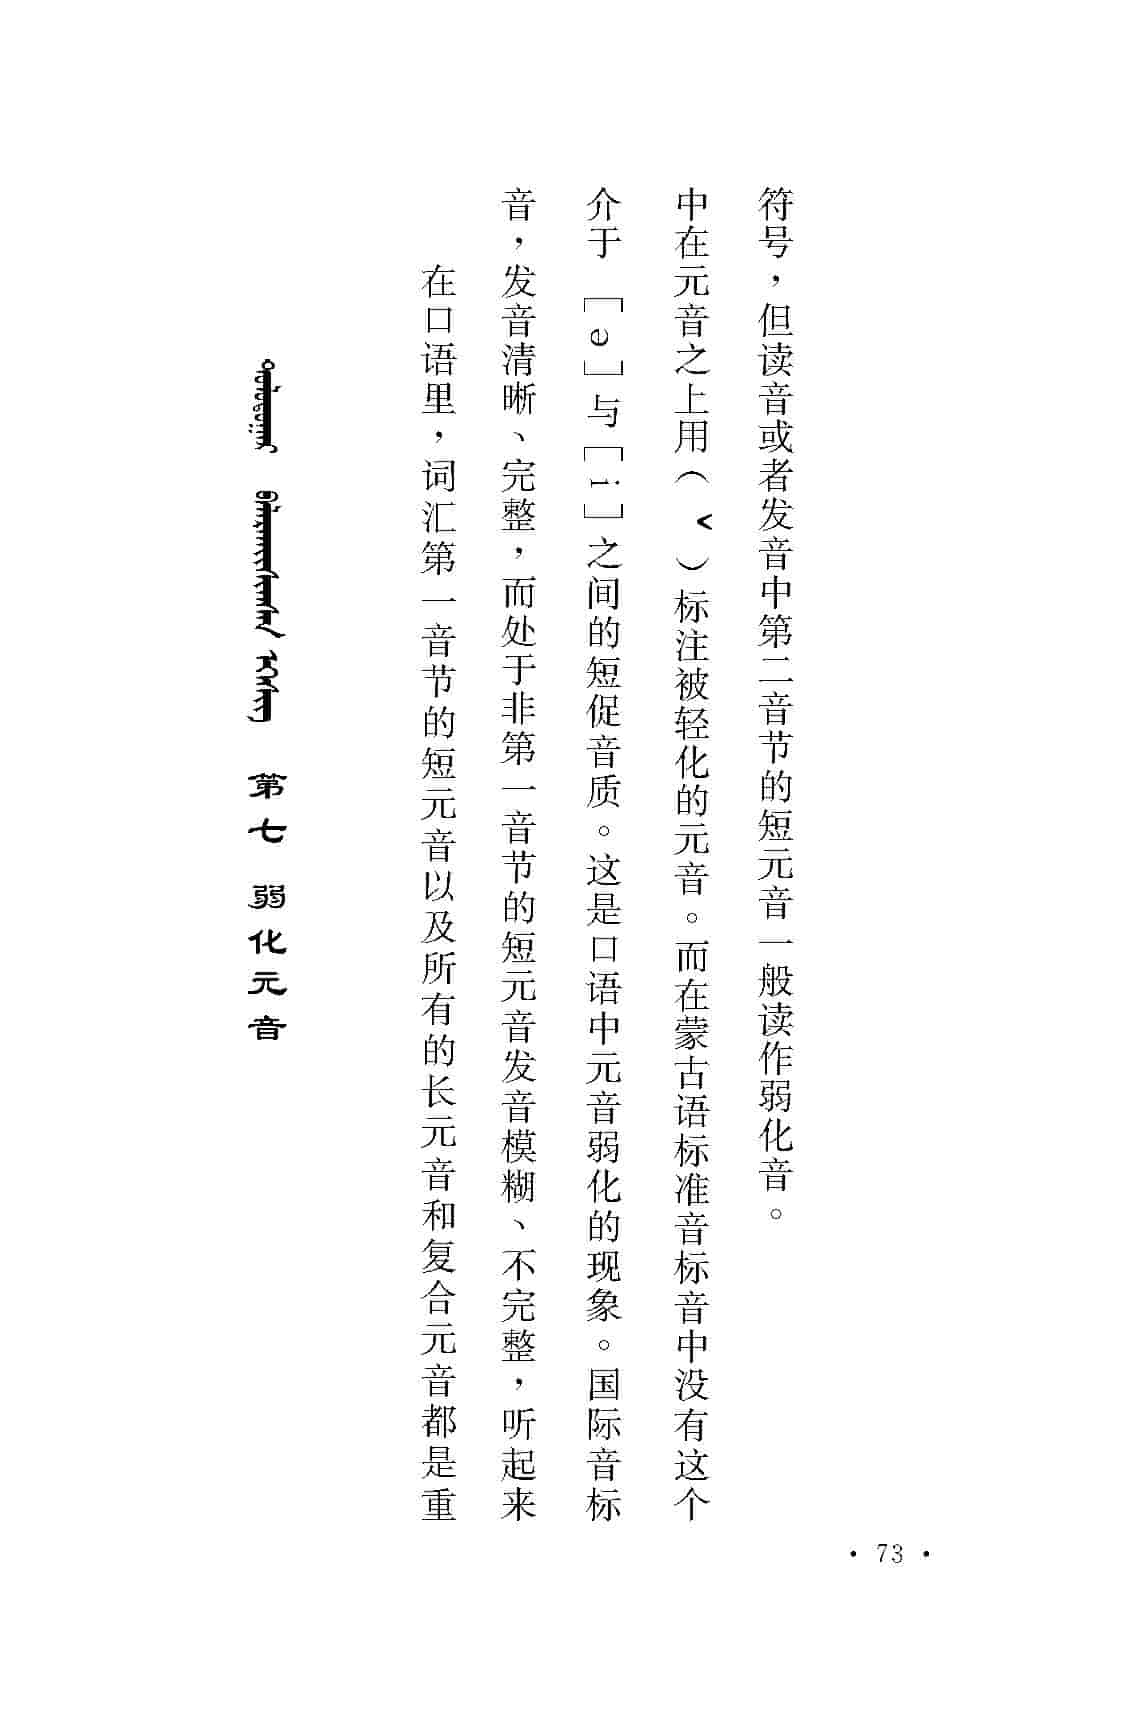 第七 弱化元音
在口语里，词汇第一音节的短元音以及所有的长元音和复合元音都是重
音，发音清晰、完整，而处于非第一音节的短元音发音模糊、不完整，听起来
介于［e］与［i］之间的短促音质。这是口语中元音弱化的现象。国际音标
中在元音之上用（ˇ）标注被轻化的元音。而在蒙古语标准音标音中没有这个
符号，但读音或者发音中第二音节的短元音一般读作弱化音。
· 73 ·